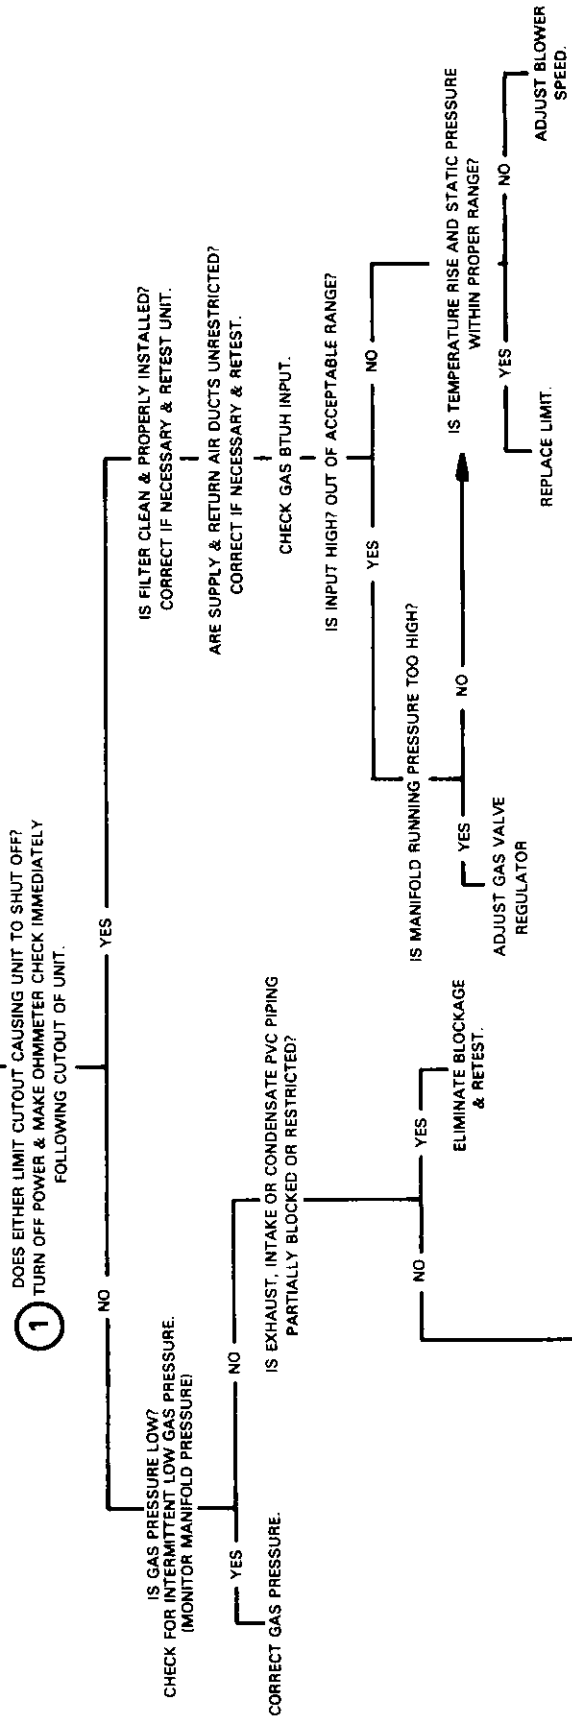 DOES EITHER LIMIT CUTOUT CAUSING UNIT TO SHUT OFF?
1
TURN OFF POWER & MAKE OHMMETER CHECK IMMEDIATELY
FOLLOWING CUTOUT OF UNIT.
NO
YES
IS GAS PRESSURE LOW?
CHECK FOR INTERMITTENT LOW GAS PRESSURE.
(MONITOR MANIFOLD PRESSURE)
YES
NO
CORRECT GAS PRESSURE.
IS EXHAUST, INTAKE OR CONDENSATE PVC PIPING
PARTIALLY BLOCKED OR RESTRICTED?
NO
YES
ELIMINATE BLOCKAGE
& RETEST.
IS FILTER CLEAN & PROPERLY INSTALLED?
CORRECT IF NECESSARY & RETEST UNIT.
ARE SUPPLY & RETURN AIR DUCTS UNRESTRICTED?
CORRECT IF NECESSARY & RETEST.
CHECK GAS BTUH INPUT.
IS INPUT HIGH? OUT OF ACCEPTABLE RANGE?
YES
NO
IS MANIFOLD RUNNING PRESSURE TOO HIGH?
YES
NO
ADJUST GAS VALVE
REGULATOR
IS TEMPERATURE RISE AND STATIC PRESSURE
WITHIN PROPER RANGE?
YES
NO
REPLACE LIMIT.
ADJUST BLOWER
SPEED.